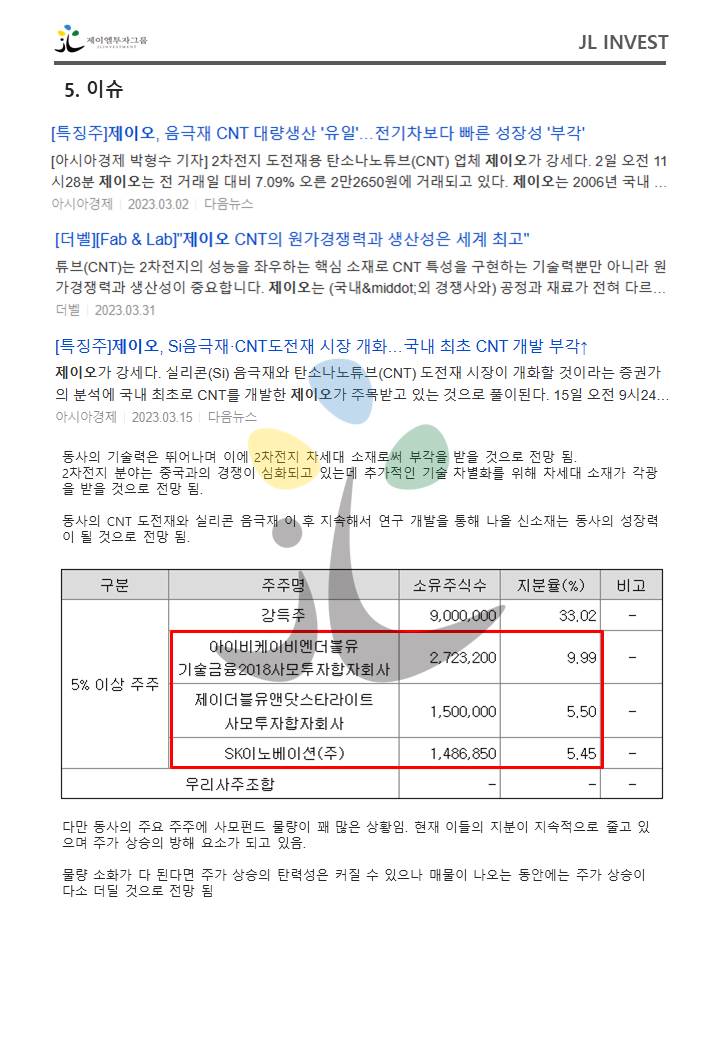 제이엘투자그룹
JL INVESTMENT
JL INVEST
5. 이슈
[특징주]제이오, 음극재 CNT 대량생산 '유일'…전기차보다 빠른 성장성 '부각'
[아시아경제 박형수 기자] 2차전지 도전재용 탄소나노튜브(CNT) 업체 제이오가 강세다. 2일 오전 11
시28분 제이오는 전 거래일 대비 7.09% 오른 2만2650원에 거래되고 있다. 제이오는 2006년 국내 ...
아시아경제 | 2023.03.02 | 다음뉴스
[더벨][Fab & Lab]"제이오 CNT의 원가경쟁력과 생산성은 세계 최고"
튜브(CNT)는 2차전지의 성능을 좌우하는 핵심 소재로 CNT 특성을 구현하는 기술력뿐만 아니라 원
가경쟁력과 생산성이 중요합니다. 제이오는 (국내&middot;외 경쟁사와) 공정과 재료가 전혀 다르...
더벨 | 2023.03.31
[특징주]제이오, Si음극재·CNT도전재 시장 개화…국내 최초 CNT 개발 부각↑
제이오가 강세다. 실리콘(Si) 음극재와 탄소나노튜브(CNT) 도전재 시장이 개화할 것이라는 증권가
의 분석에 국내 최초로 CNT를 개발한 제이오가 주목받고 있는 것으로 풀이된다. 15일 오전 9시24...
아시아경제 | 2023.03.15 | 다음뉴스
동사의 기술력은 뛰어나며 이에 2차전지 차세대 소재로써 부각을 받을 것으로 전망 됨.
2차전지 분야는 중국과의 경쟁이 심화되고 있는데 추가적인 기술 차별화를 위해 차세대 소재가 각광
을 받을 것으로 전망 됨.
동사의 CNT 도전재와 실리콘 음극재 이 후 지속해서 연구 개발을 통해 나올 신소재는 동사의 성장력
이 될 것으로 전망 됨.
구분 주주명 소유주식수 지분율(%) 비고
강득주 9,000,000 33.02 -
아이비케이비엔더블유
기술금융2018사모투자합자회사 2,723,200 9.99 -
5% 이상 주주
제이더블유앤닷스타라이트
사모투자합자회사 1,500,000 5.50 -
SK이노베이션(주) 1,486,850 5.45 -
우리사주조합 - - -
다만 동사의 주요 주주에 사모펀드 물량이 꽤 많은 상황임. 현재 이들의 지분이 지속적으로 줄고 있
으며 주가 상승의 방해 요소가 되고 있음.
물량 소화가 다 된다면 주가 상승의 탄력성은 커질 수 있으나 매물이 나오는 동안에는 주가 상승이
다소 더딜 것으로 전망 됨